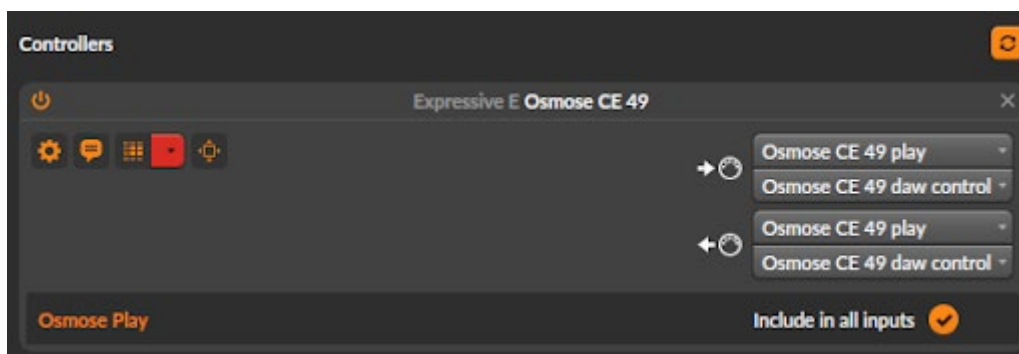 Controllers
Expressive E Osmose CE 49
Osmose CE 49 play
Osmose CE 49 daw control
Osmose CE 49 play
Osmose CE 49 daw control
Osmose Play Include in all inputs